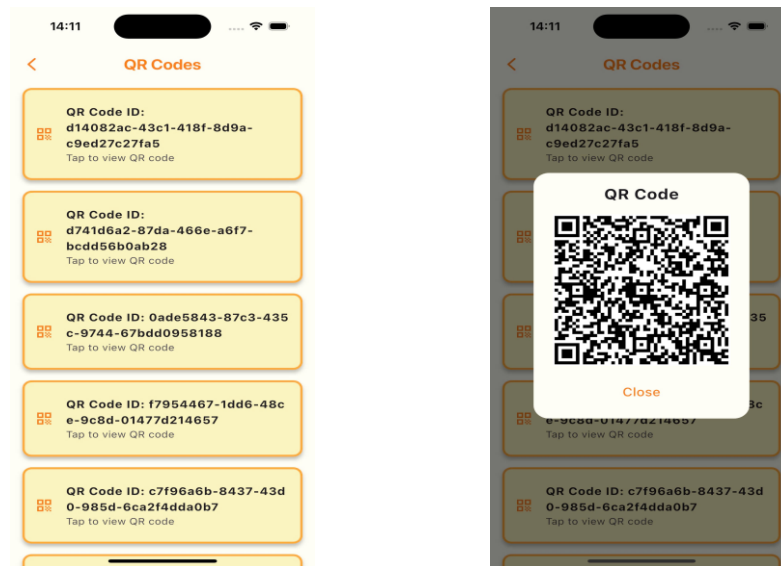 14:11
QR Codes
QR Code ID:
d14082ac-43c1-418f-8d9a-
c9ed27c27fa5
Tap to view QR code
QR Code ID:
d741d6a2-87da-466e-a6f7-
bcdd56b0ab28
Tap to view QR code
QR Code ID: 0ade5843-87c3-435
c-9744-67bdd0958188
Tap to view QR code
QR Code ID: f7954467-1dd6-48c
e-9c8d-01477d214657
Tap to view QR code
QR Code ID: c7f96a6b-8437-43d
0-985d-6ca2f4dda0b7
Tap to view QR code
14:11
QR Codes
QR Code ID:
d14082ac-43c1-418f-8d9a-
c9ed27c27fa5
Tap to view QR code
QR Code
35
Close
8c
e-9c8d-01477d214657
Tap to view QR code
QR Code ID: c7f96a6b-8437-43d
0-985d-6ca2f4dda0b7
Tap to view QR code